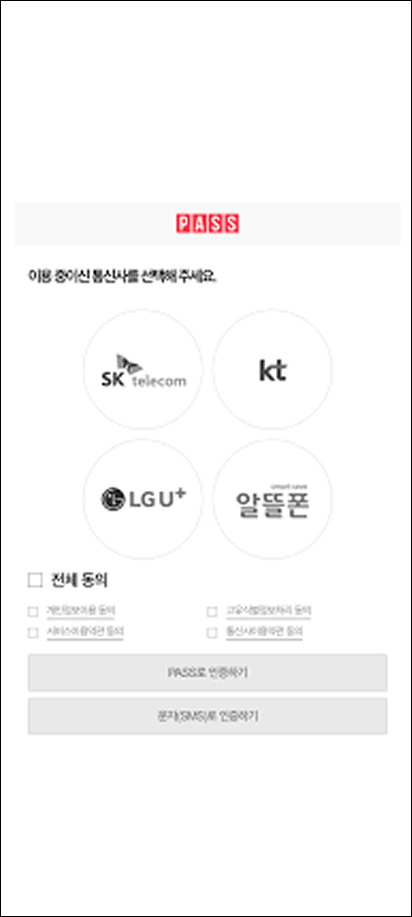 PASS
이용 중이신 통신사를 선택해 주세요.
SK telecom
kt
LG U+
알뜰폰
전체 동의
개인정보이용 동의
고유식별정보처리 동의
서비스이용약관 동의
통신사이용약관 동의
PASS로 인증하기
문자(SMS)로 인증하기